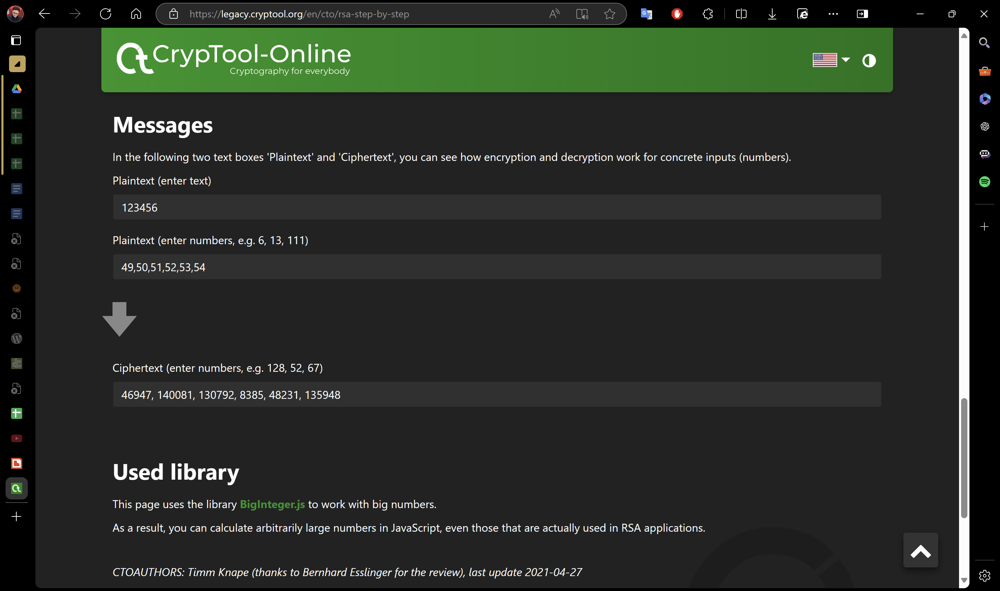 https://legacy.cryptool.org/en/cto/rsa-step-by-step
CrypTool-Online
Cryptography for everybody
Messages
In the following two text boxes 'Plaintext' and 'Ciphertext', you can see how encryption and decryption work for concrete inputs (numbers).
Plaintext (enter text)
123456
Plaintext (enter numbers, e.g. 6, 13, 111)
49,50,51,52,53,54
Ciphertext (enter numbers, e.g. 128, 52, 67)
46947, 140081, 130792, 8385, 48231, 135948
Used library
This page uses the library BigInteger.js to work with big numbers.
As a result, you can calculate arbitrarily large numbers in JavaScript, even those that are actually used in RSA applications.
CTOAUTHORS: Timm Knape (thanks to Bernhard Esslinger for the review), last update 2021-04-27